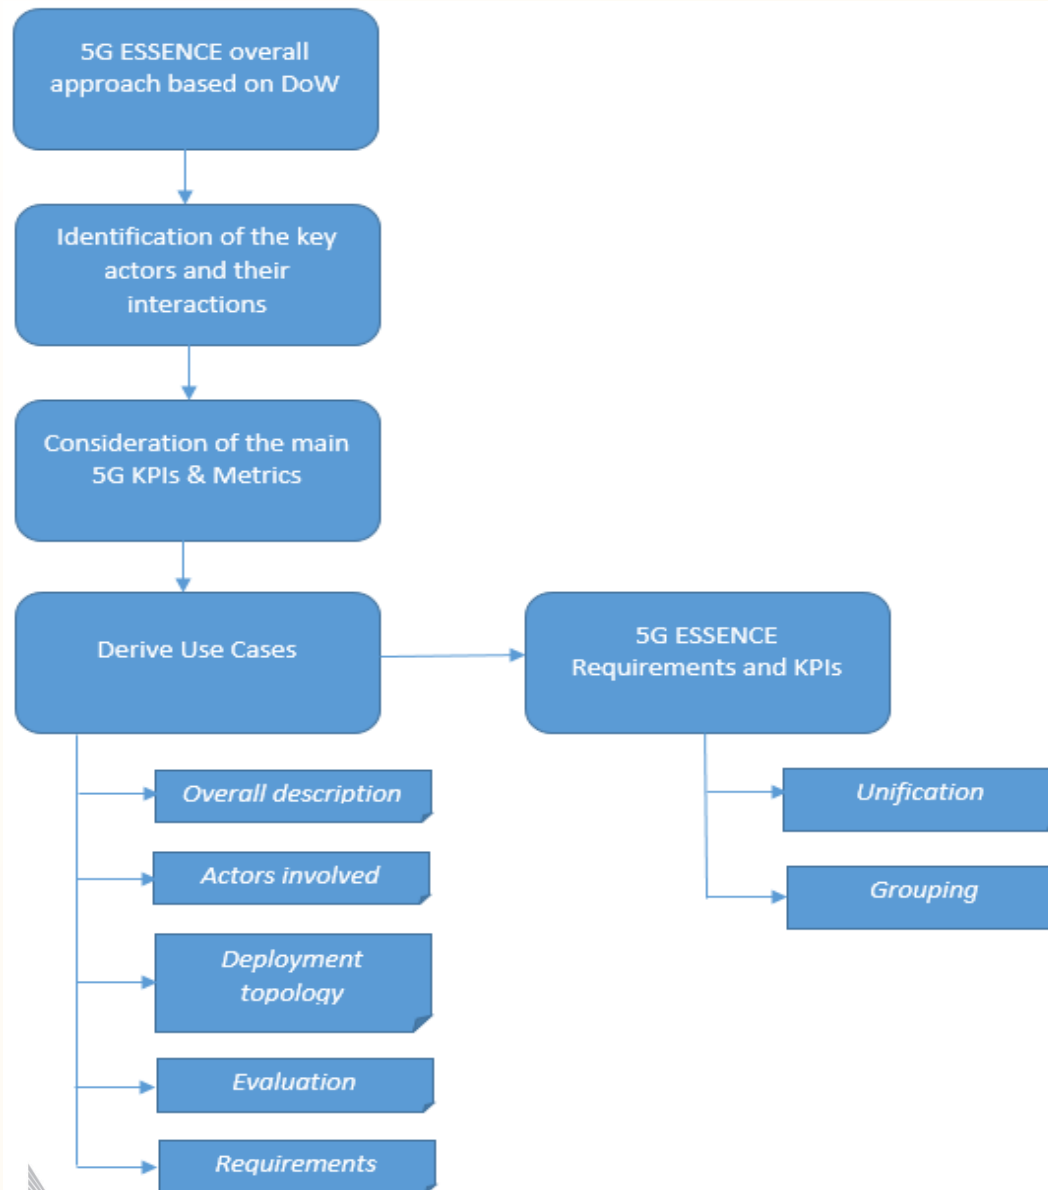 5G ESSENCE overall
approach based on DoW
Identification of the key
actors and their
interactions
Consideration of the main
5G KPIs & Metrics
Derive Use Cases
5G ESSENCE
Requirements and KPIs
Overall description
Actors involved
Deployment
topology
Evaluation
Requirements
Unification
Grouping